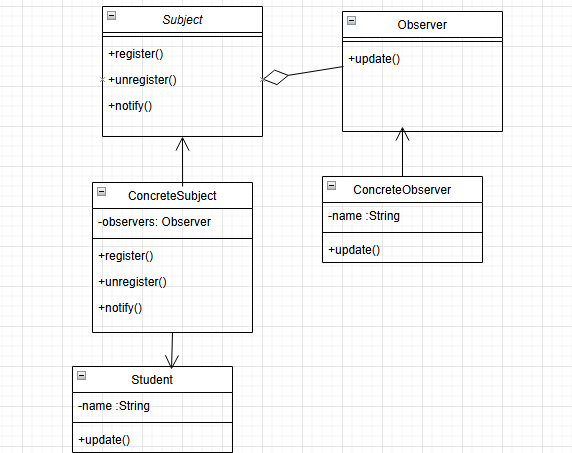 Subject
+register()
+unregister()
+notify()
Observer
+update()
ConcreteSubject
-observers: Observer
+register()
+unregister()
+notify()
ConcreteObserver
-name :String
+update()
Student
-name :String
+update()